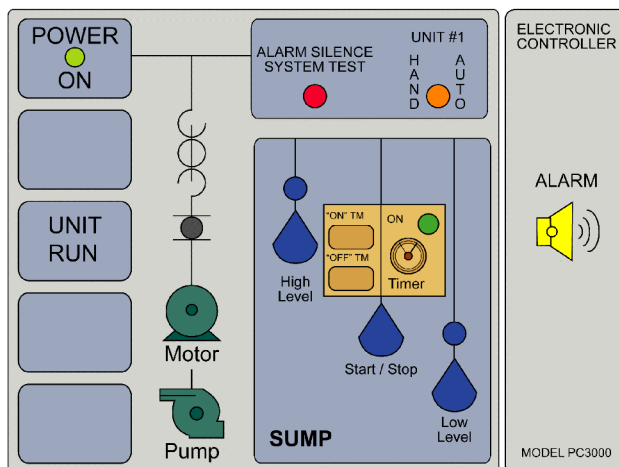 POWER
ON
ALARM SILENCE
SYSTEM TEST
UNIT #1
HAND
AUTO
ELECTRONIC
CONTROLLER
ALARM
UNIT
RUN
"ON" TM
ON
"OFF" TM
Timer
High
Level
Motor
Start / Stop
Low
Level
Pump
SUMP
MODEL PC3000